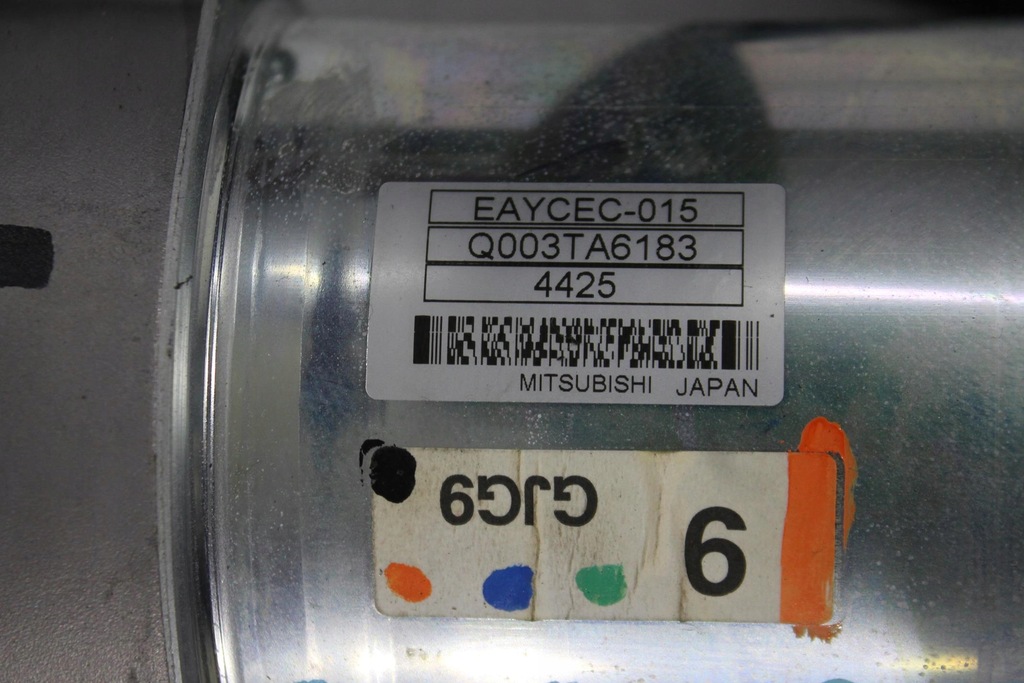 EAYCEC-015
Q003TA6183
4425
MITSUBISHI JAPAN
GJG9
6